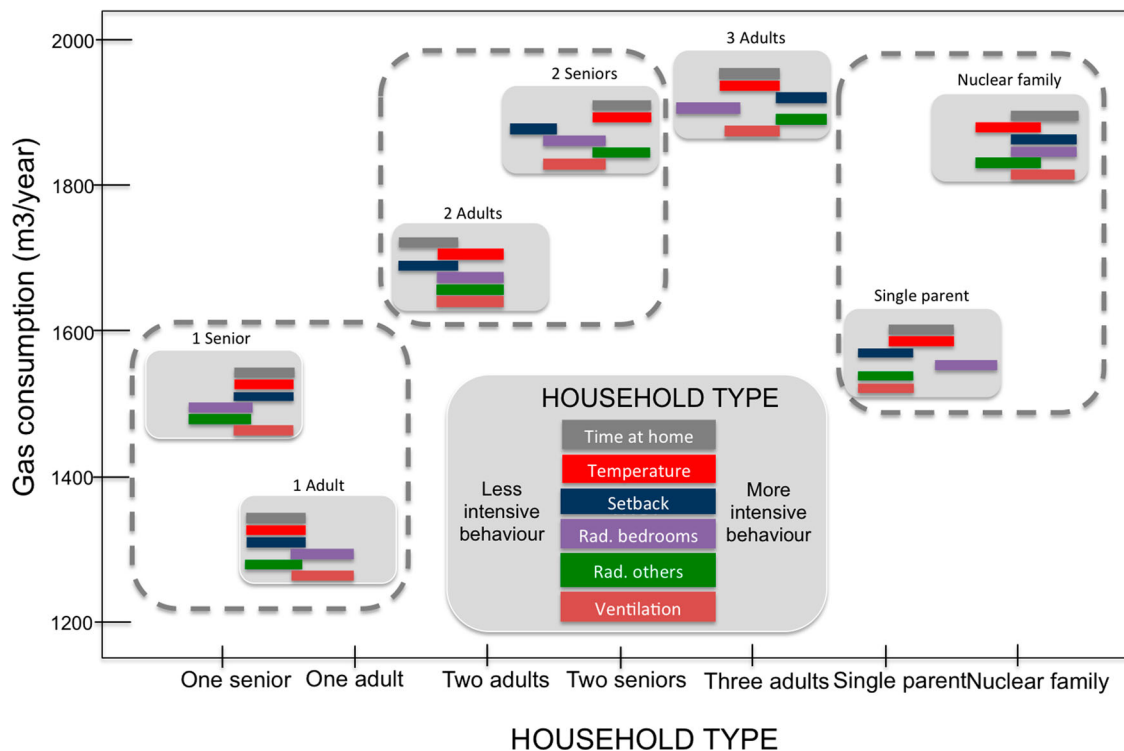 2000
3 Adults
2 Seniors
Nuclear family
1800
2 Adults
Gas consumption (m3/year)
Single parent
1600
1 Senior
HOUSEHOLD TYPE
Time at home
Temperature
Less
intensive
behaviour
Setback
More
intensive
behaviour
Rad. bedrooms
Rad. others
Ventilation
1400
1 Adult
1200
One senior
One adult
Two adults
Two seniors
Three adults
Single parent
Nuclear family
HOUSEHOLD TYPE